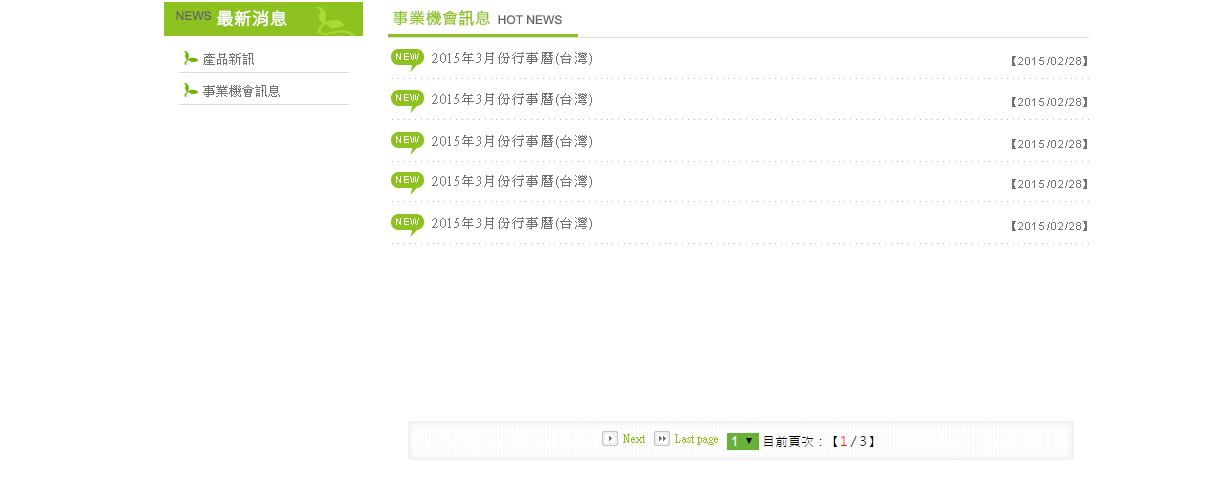 NEWS 最新消息
產品新訊
事業機會訊息
事業機會訊息 HOT NEWS
NEW 2015年3月份行事曆(台灣) 【2015/02/28】
NEW 2015年3月份行事曆(台灣) 【2015/02/28】
NEW 2015年3月份行事曆(台灣) 【2015/02/28】
NEW 2015年3月份行事曆(台灣) 【2015/02/28】
NEW 2015年3月份行事曆(台灣) 【2015/02/28】
Next Last page 1 目前頁次：【1 / 3】